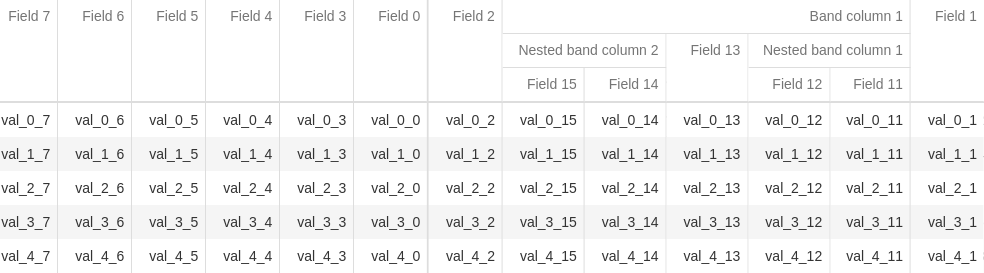 Field 7 Field 6 Field 5 Field 4 Field 3 Field 0 Field 2 Band column 1 Field 1
Nested band column 2 Field 13 Nested band column 1
Field 15 Field 14 Field 12 Field 11
val_0_7 val_0_6 val_0_5 val_0_4 val_0_3 val_0_0 val_0_2 val_0_15 val_0_14 val_0_13 val_0_12 val_0_11 val_0_1
val_1_7 val_1_6 val_1_5 val_1_4 val_1_3 val_1_0 val_1_2 val_1_15 val_1_14 val_1_13 val_1_12 val_1_11 val_1_1
val_2_7 val_2_6 val_2_5 val_2_4 val_2_3 val_2_0 val_2_2 val_2_15 val_2_14 val_2_13 val_2_12 val_2_11 val_2_1
val_3_7 val_3_6 val_3_5 val_3_4 val_3_3 val_3_0 val_3_2 val_3_15 val_3_14 val_3_13 val_3_12 val_3_11 val_3_1
val_4_7 val_4_6 val_4_5 val_4_4 val_4_3 val_4_0 val_4_2 val_4_15 val_4_14 val_4_13 val_4_12 val_4_11 val_4_1